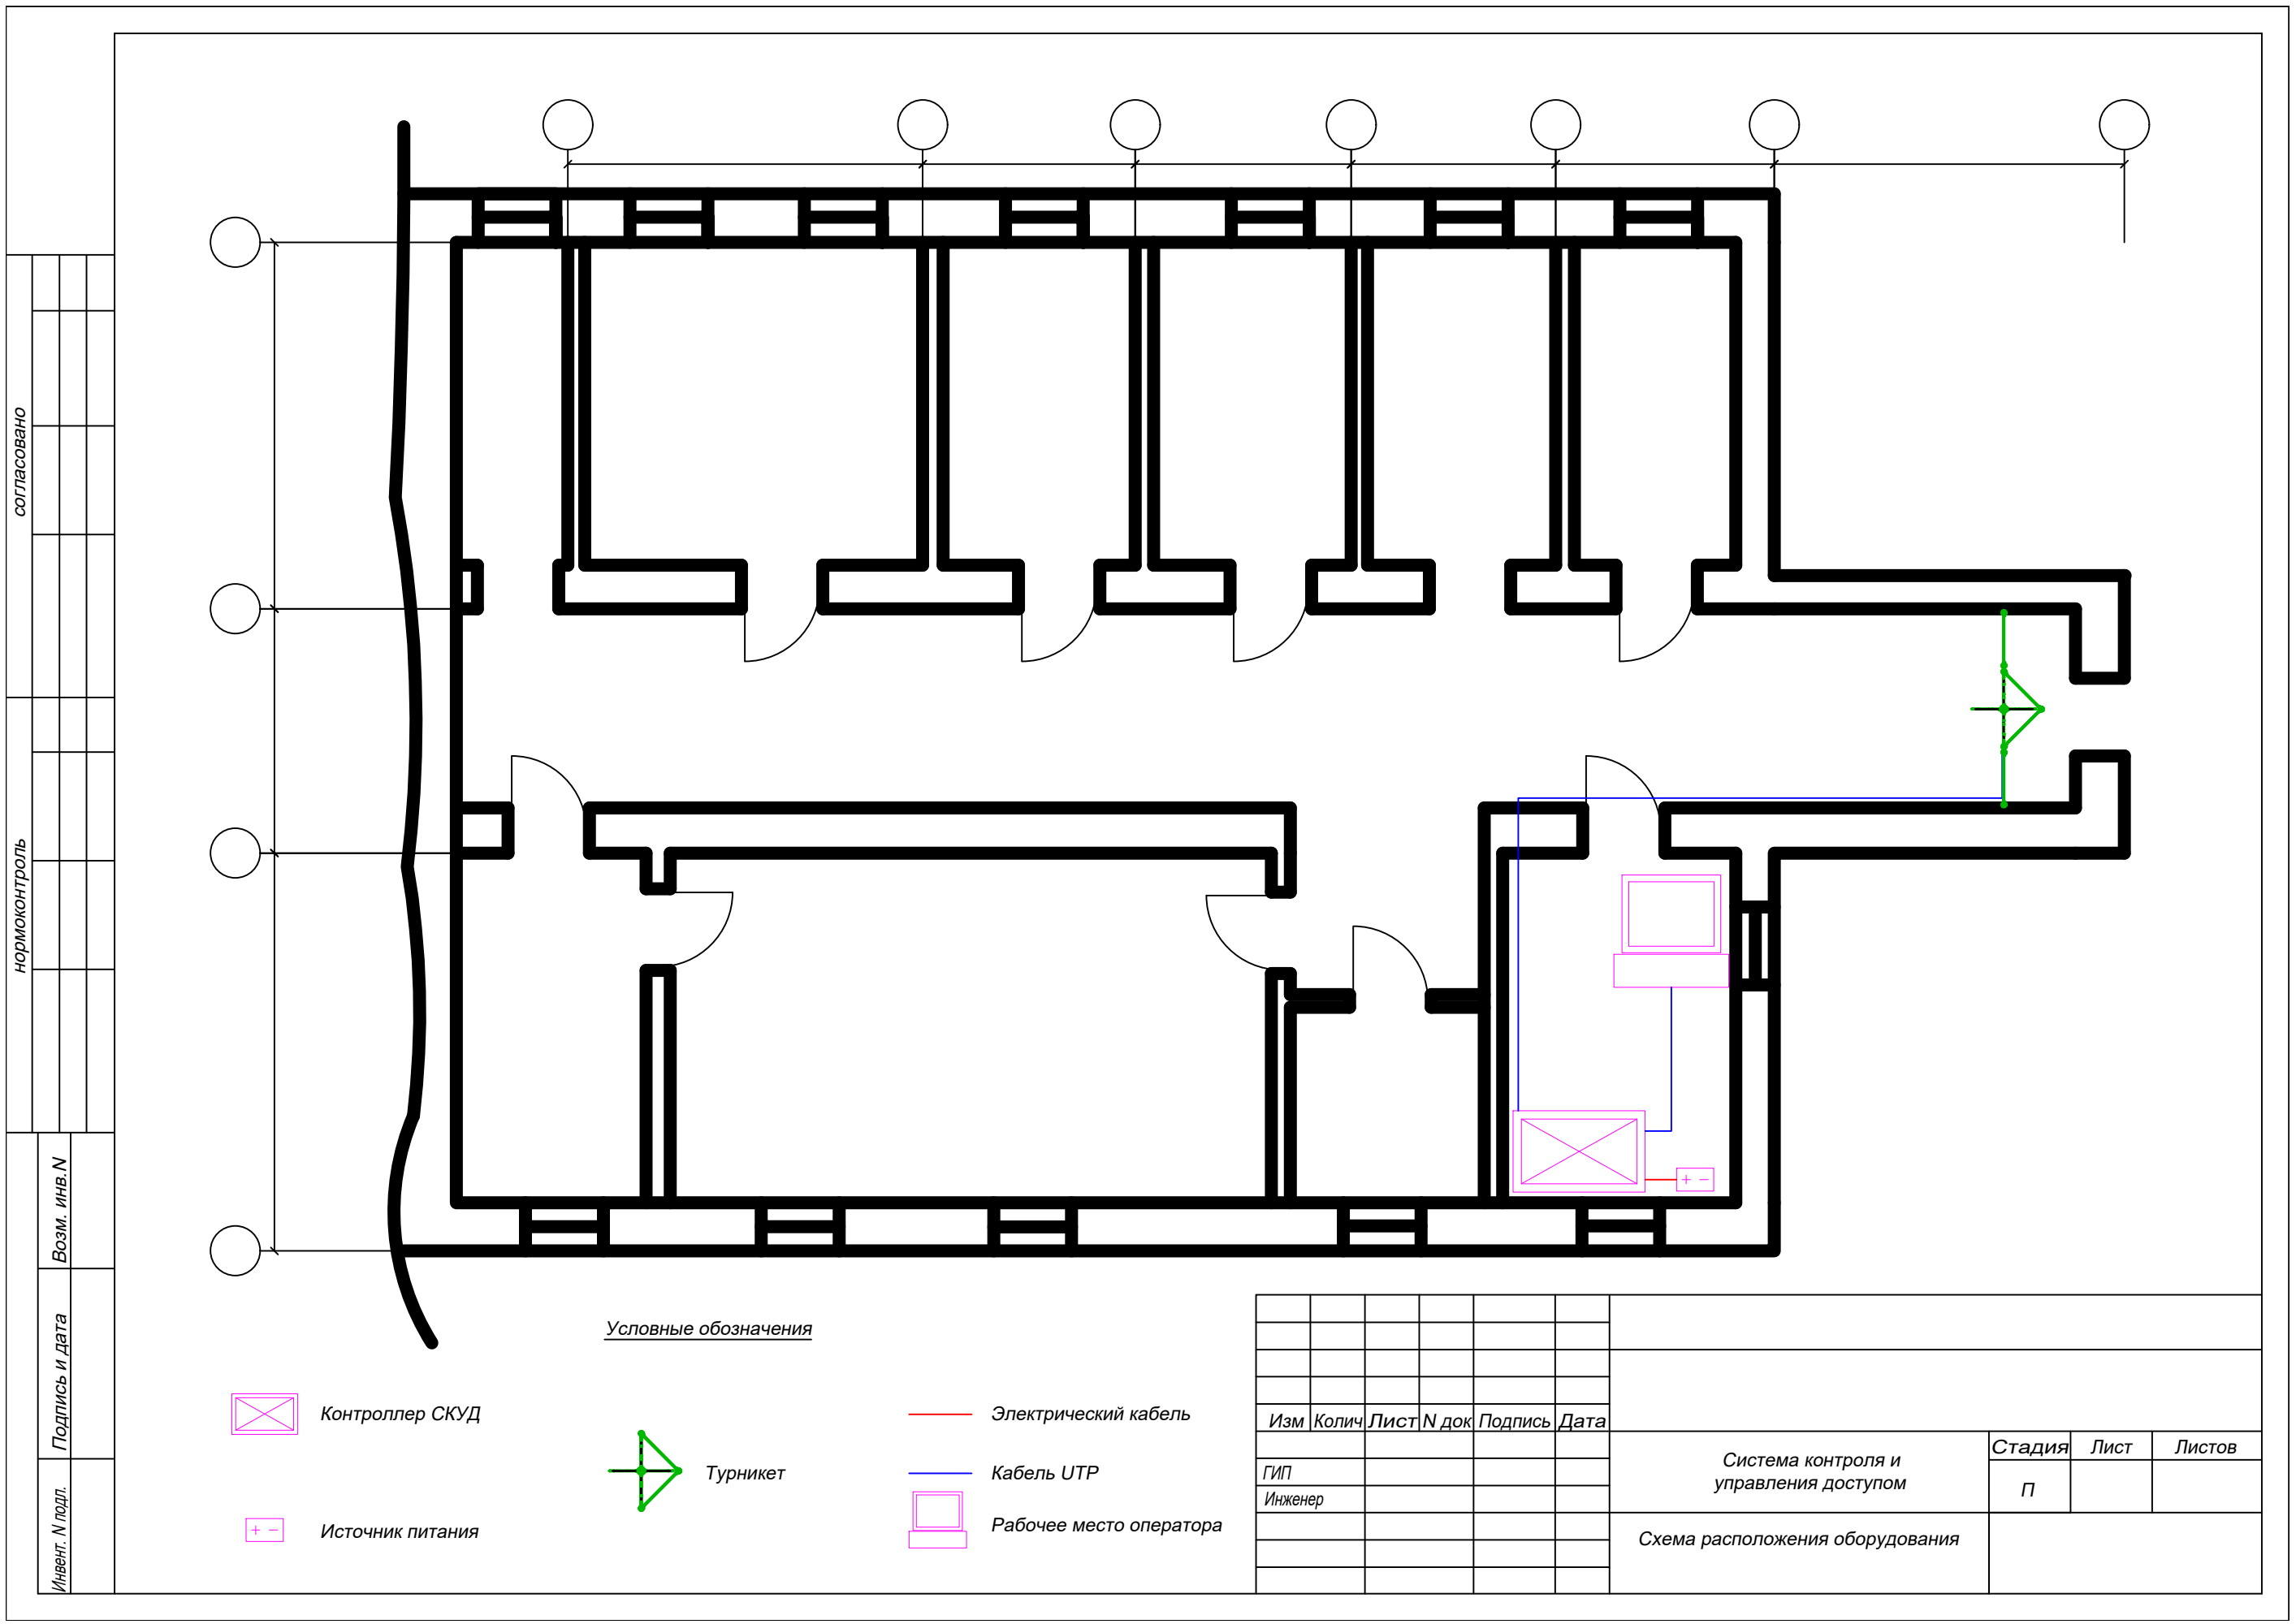 согласовано
нормоконтроль
Возм. инв.N
Подпись и дата
Инвент. N подл.
Условные обозначения
Контроллер СКУД
Турникет
Источник питания
Электрический кабель
Кабель UTP
Рабочее место оператора
+ −
Изм Колич Лист N док Подпись Дата
ГИП
Инженер
Система контроля и
управления доступом
Стадия Лист Листов
П
Схема расположения оборудования